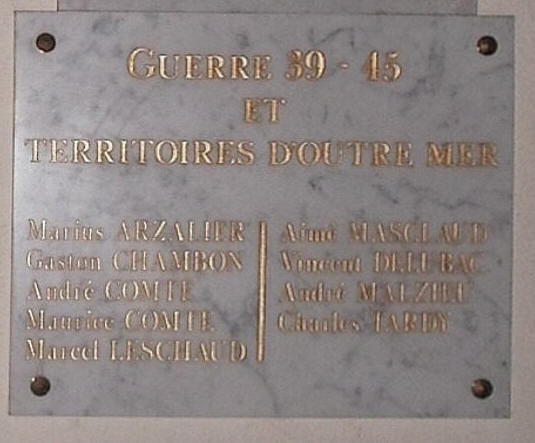 GUERRE 39 - 45
ET
TERRITOIRES D'OUTRE MER
Marius ARZALIER
Gaston CHAMBON
André COMTE
Maurice COMTE
Marcel LESCHAUD
Aimé MASCLAUD
Vincent DELUBAC
André MALZIEU
Charles TARDY